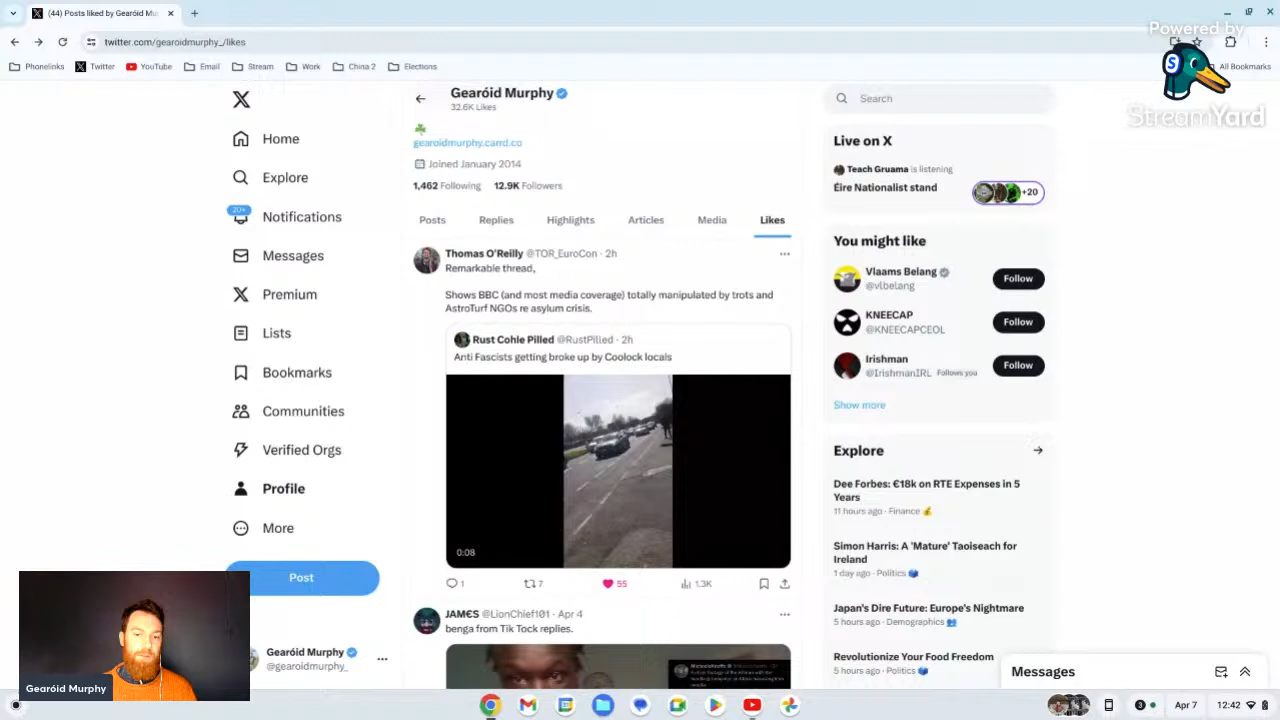 (44) Posts liked by Gearóid Mur
twitter.com/gearoidmurphy_/likes
Phonelicks
Twitter
YouTube
Email
Stream
Work
China 2
Elections
All Bookmarks
Powered by
StreamYard
Home
Explore
20+
Notifications
Messages
Premium
Lists
Bookmarks
Communities
Verified Orgs
Profile
More
Post
Gearóid Murphy
@gearoidmurphy_
Gearóid Murphy
32.6K Likes
gearoidmurphy.carrd.co
Joined January 2014
1,462 Following 12.9K Followers
Posts
Replies
Highlights
Articles
Media
Likes
Thomas O'Reilly @TOR_EuroCon · 2h
Remarkable thread,
Shows BBC (and most media coverage) totally manipulated by trots and
AstroTurf NGOs re asylum crisis.
Rust Cohle Pilled @RustPilled · 2h
Anti Fascists getting broke up by Coolock locals
0:08
1
7
55
1.3K
JAM€S @LionChief101 · Apr 4
benga from Tik Tock replies.
Search
Live on X
Teach Gruama is listening
Éire Nationalist stand
+20
You might like
Vlaams Belang
@vlbelang
Follow
KNEECAP
@KNEECAPCEOL
Follow
Irishman
@IrishmanIRL Follows you
Follow
Show more
Explore
Dee Forbes: €18k on RTE Expenses in 5
Years
11 hours ago · Finance
Simon Harris: A 'Mature' Taoiseach for
Ireland
1 day ago · Politics
Japan's Dire Future: Europe's Nightmare
5 hours ago · Demographics
Revolutionize Your Food Freedom
5 hours ago · Politics
Messages
3
Apr 7
12:42